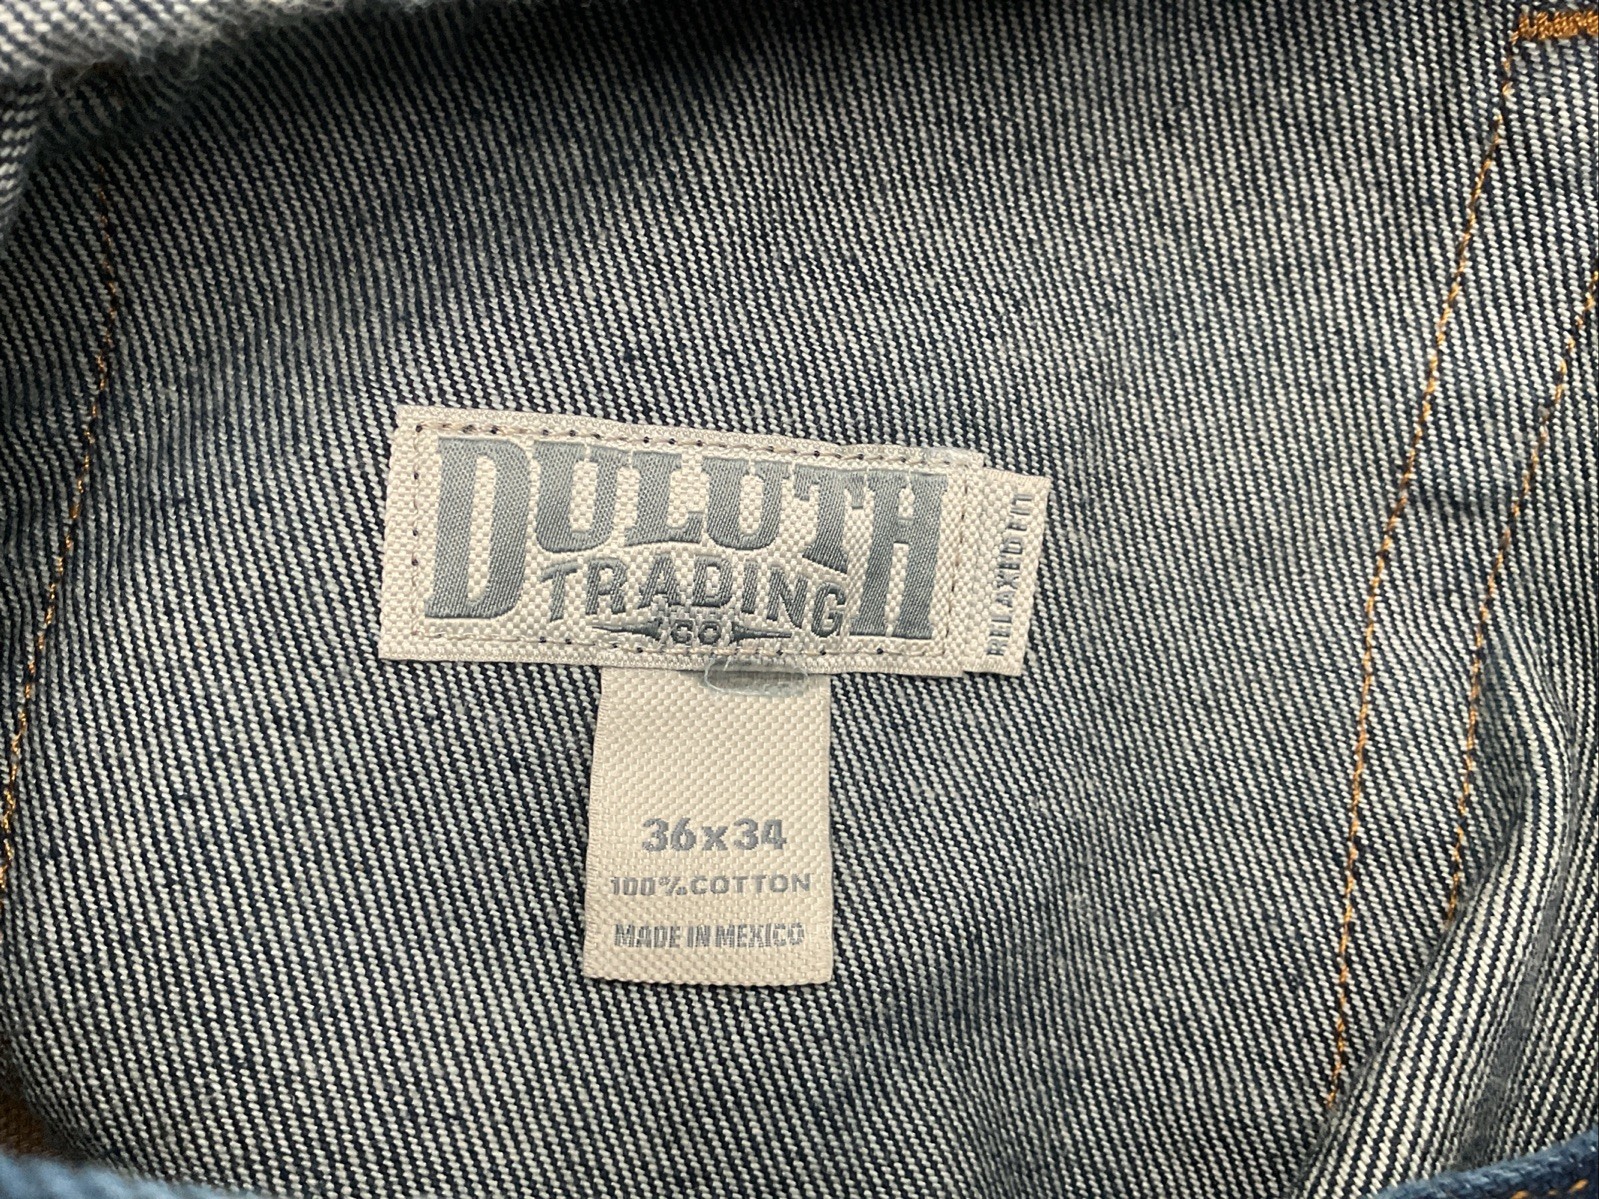 DULUTH
TRADING
CO
RELAXED FIT
36x34
100% COTTON
MADE IN MEXICO